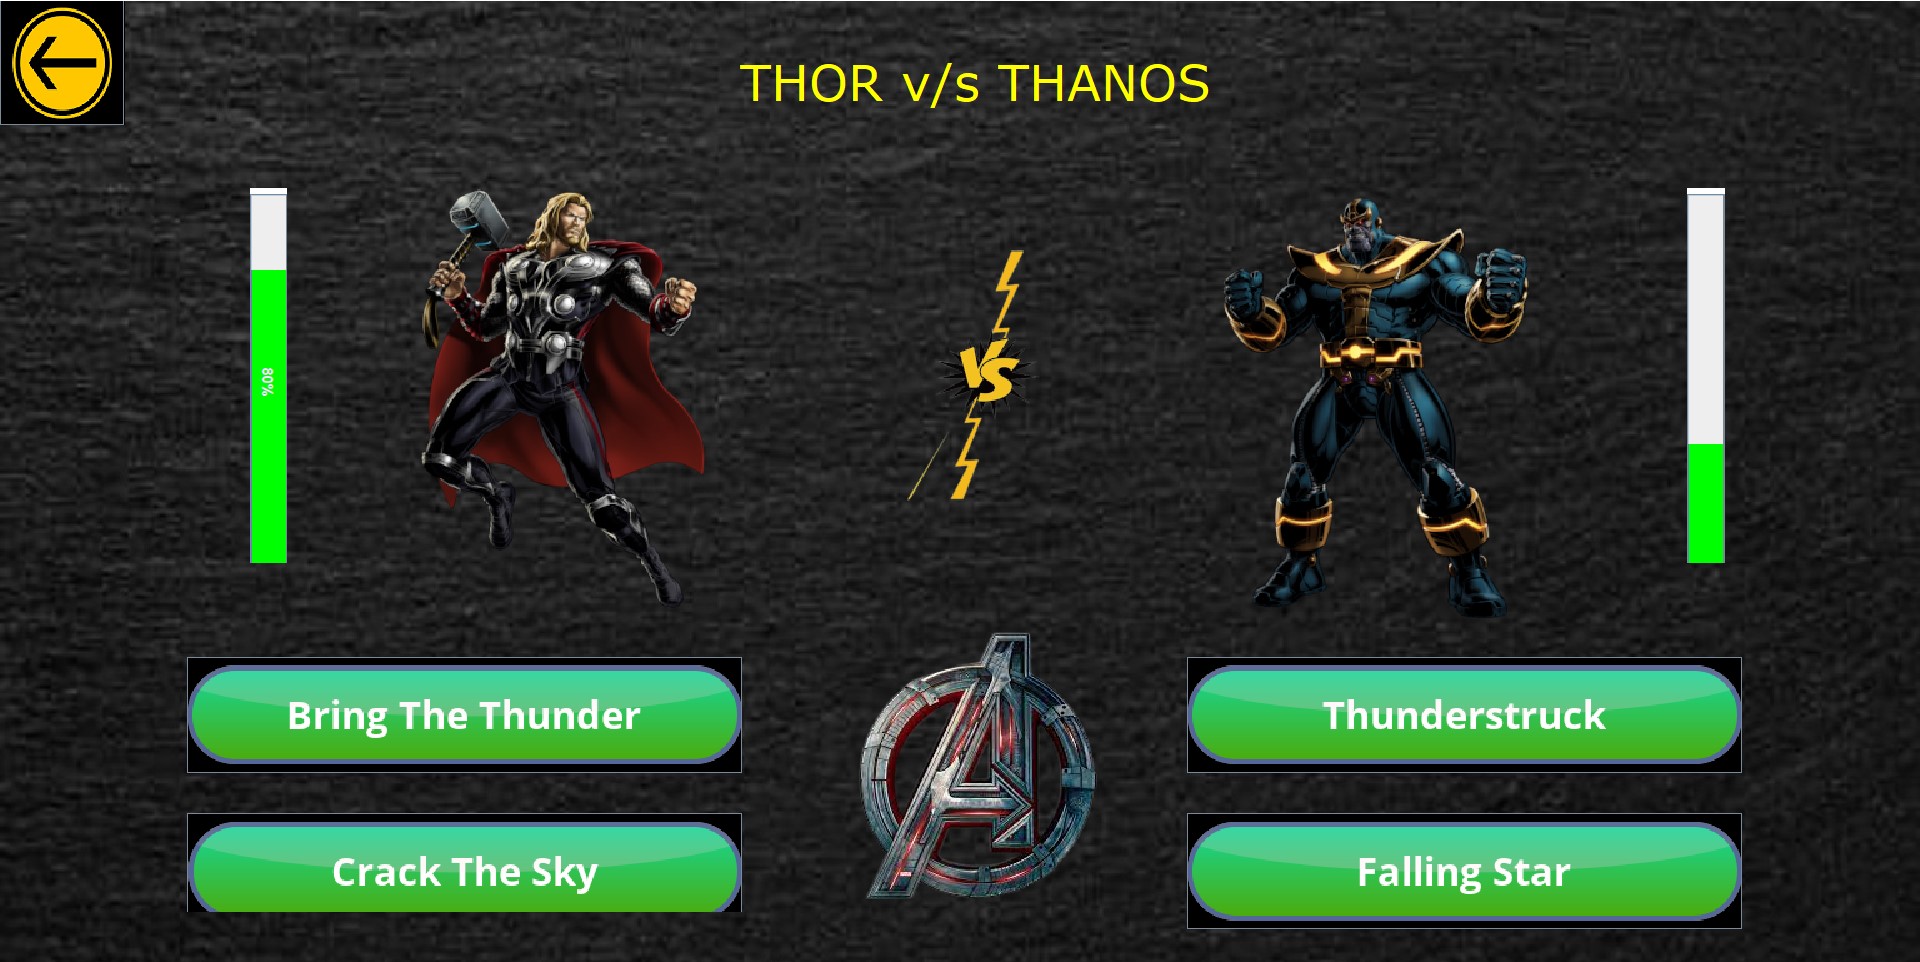 THOR v/s THANOS
80%
VS
Bring The Thunder
Thunderstruck
Crack The Sky
Falling Star